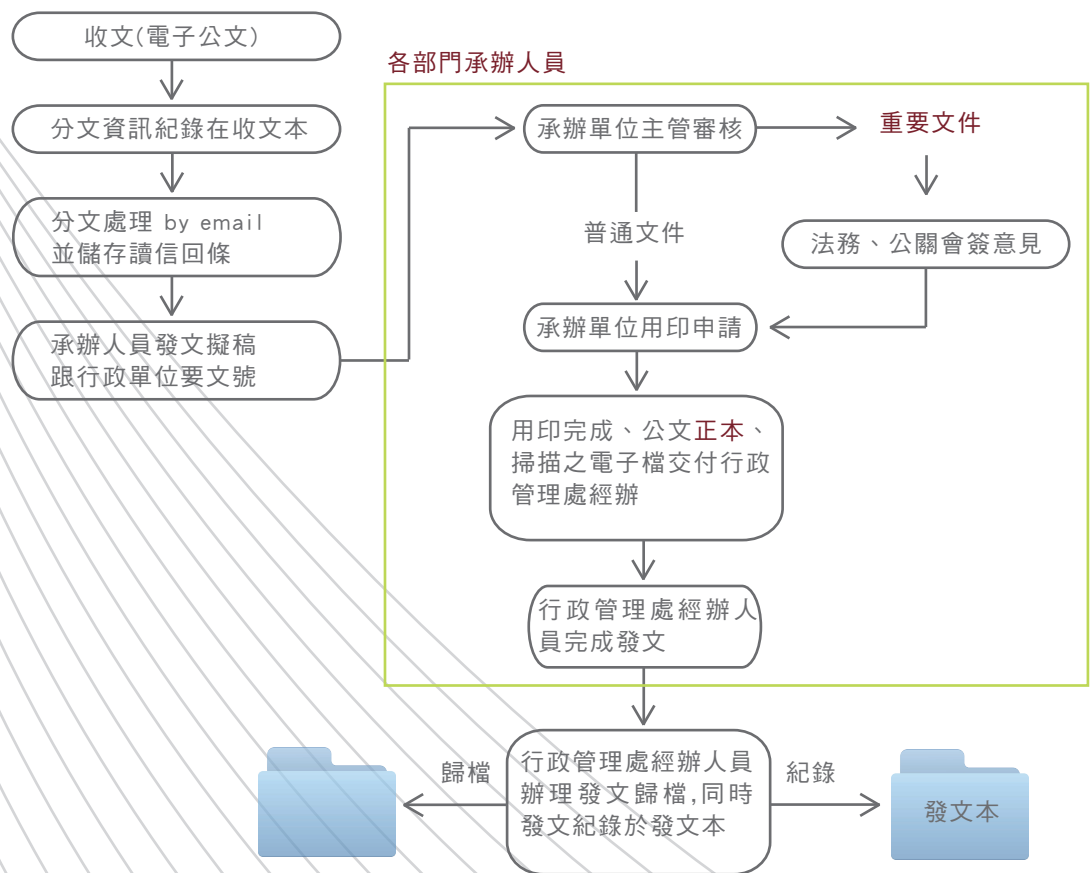 收文(電子公文)
分文資訊紀錄在收文本
分文處理 by email
並儲存讀信回條
承辦人員發文擬稿
跟行政單位要文號
各部門承辦人員
承辦單位主管審核
重要文件
普通文件
法務、公關會簽意見
承辦單位用印申請
用印完成、公文正本、
掃描之電子檔交付行政
管理處經辦
行政管理處經辦人
員完成發文
歸檔
行政管理處經辦人員
辦理發文歸檔,同時
發文紀錄於發文本
紀錄
發文本